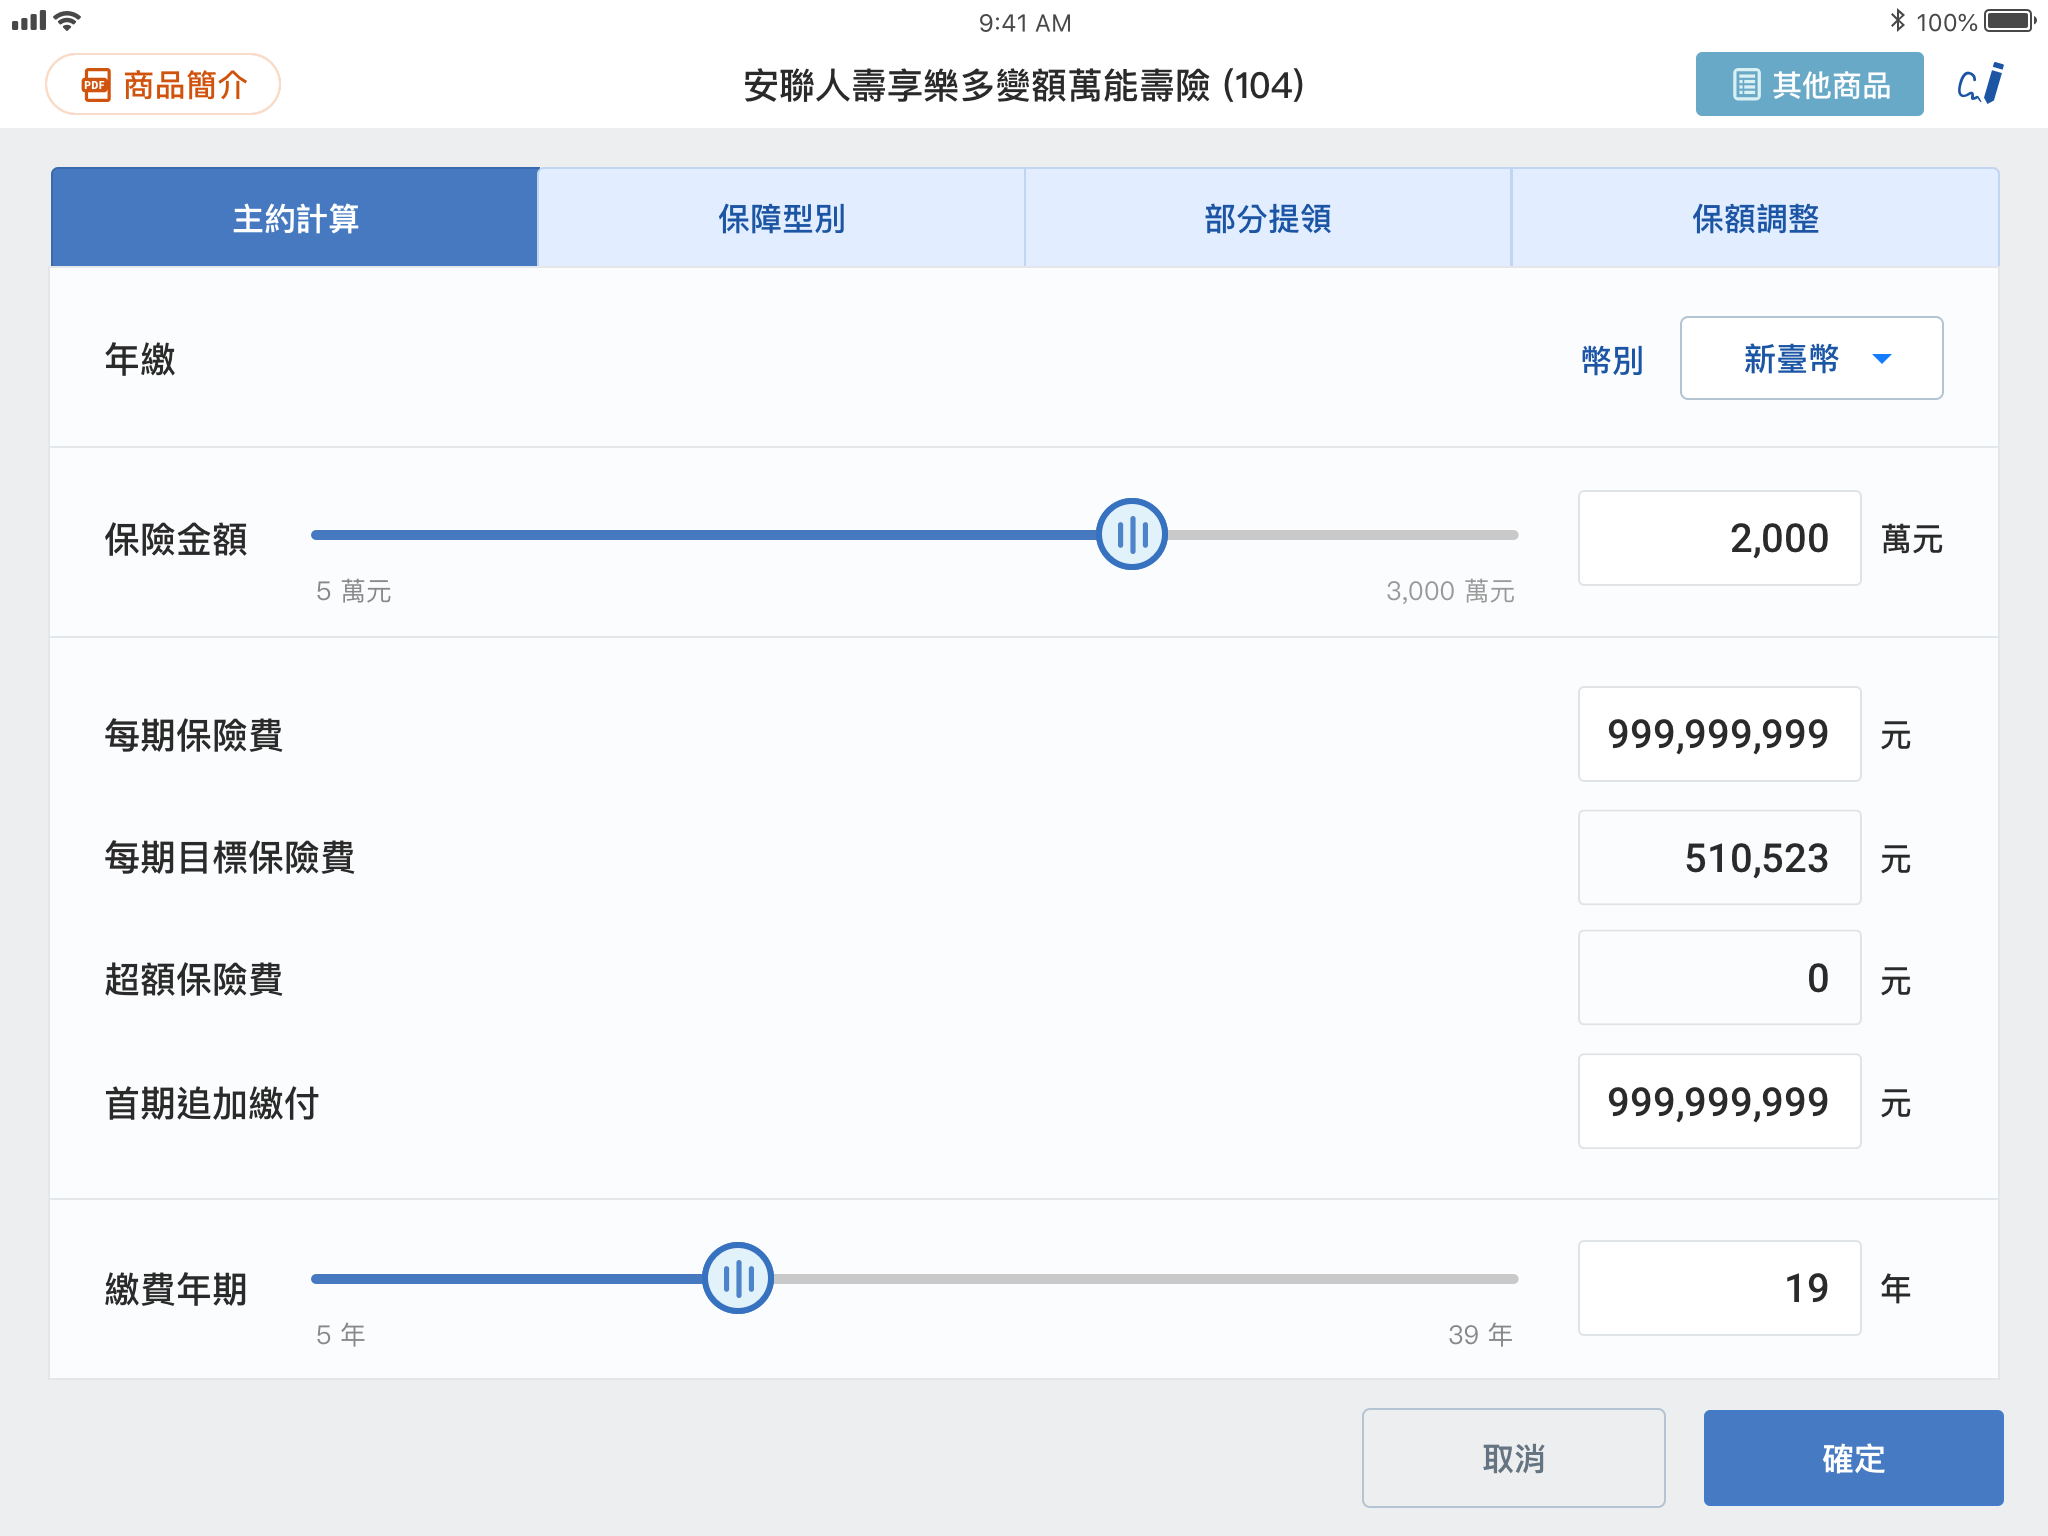 9:41 AM
100%
PDF 商品簡介
安聯人壽享樂多變額萬能壽險 (104)
其他商品
主約計算
保障型別
部分提領
保額調整
年繳
幣別
新臺幣
保險金額
2,000 萬元
5 萬元
3,000 萬元
每期保險費
999,999,999 元
每期目標保險費
510,523 元
超額保險費
0 元
首期追加繳付
999,999,999 元
繳費年期
19 年
5 年
39 年
取消
確定